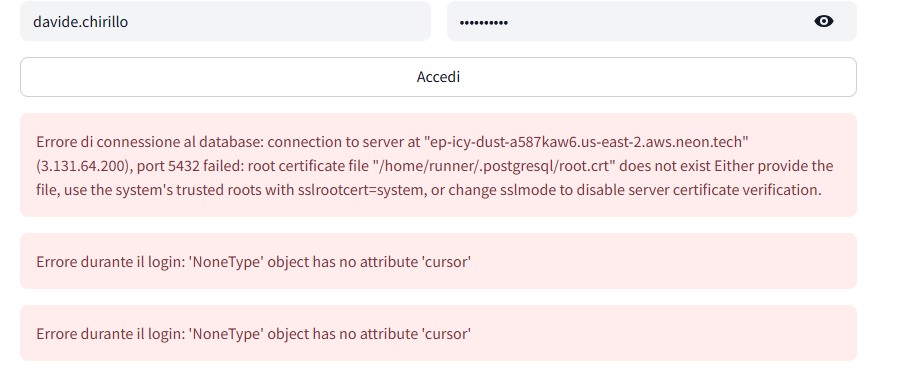 davide.chirillo
••••••••••
Accedi
Errore di connessione al database: connection to server at "ep-icy-dust-a587kaw6.us-east-2.aws.neon.tech"
(3.131.64.200), port 5432 failed: root certificate file "/home/runner/.postgresql/root.crt" does not exist Either provide the
file, use the system's trusted roots with sslrootcert=system, or change sslmode to disable server certificate verification.
Errore durante il login: 'NoneType' object has no attribute 'cursor'
Errore durante il login: 'NoneType' object has no attribute 'cursor'